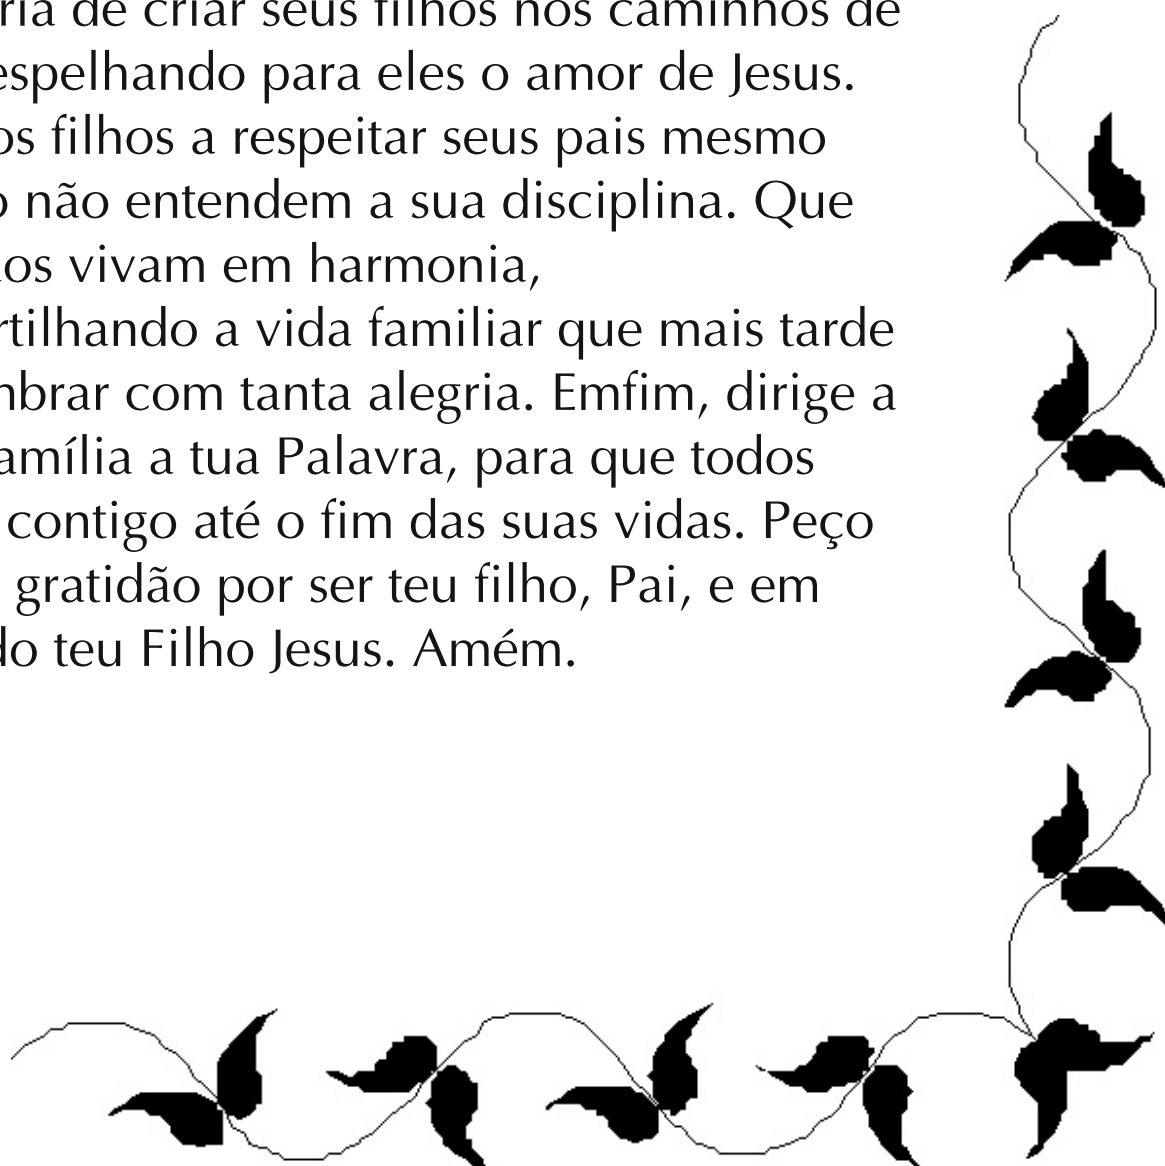 ria de criar seus filhos nos caminhos de
espelhando para eles o amor de Jesus.
os filhos a respeitar seus pais mesmo
o não entendem a sua disciplina. Que
os vivam em harmonia,
rtilhando a vida familiar que mais tarde
mbrar com tanta alegria. Emfim, dirige a
amília a tua Palavra, para que todos
contigo até o fim das suas vidas. Peço
gratidão por ser teu filho, Pai, e em
do teu Filho Jesus. Amém.